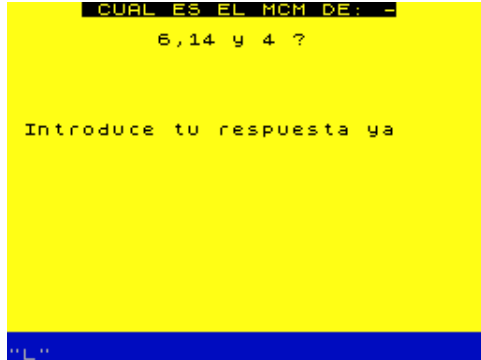 CUAL ES EL MCM DE: -
6,14 y 4 ?
Introduce tu respuesta ya
"L"